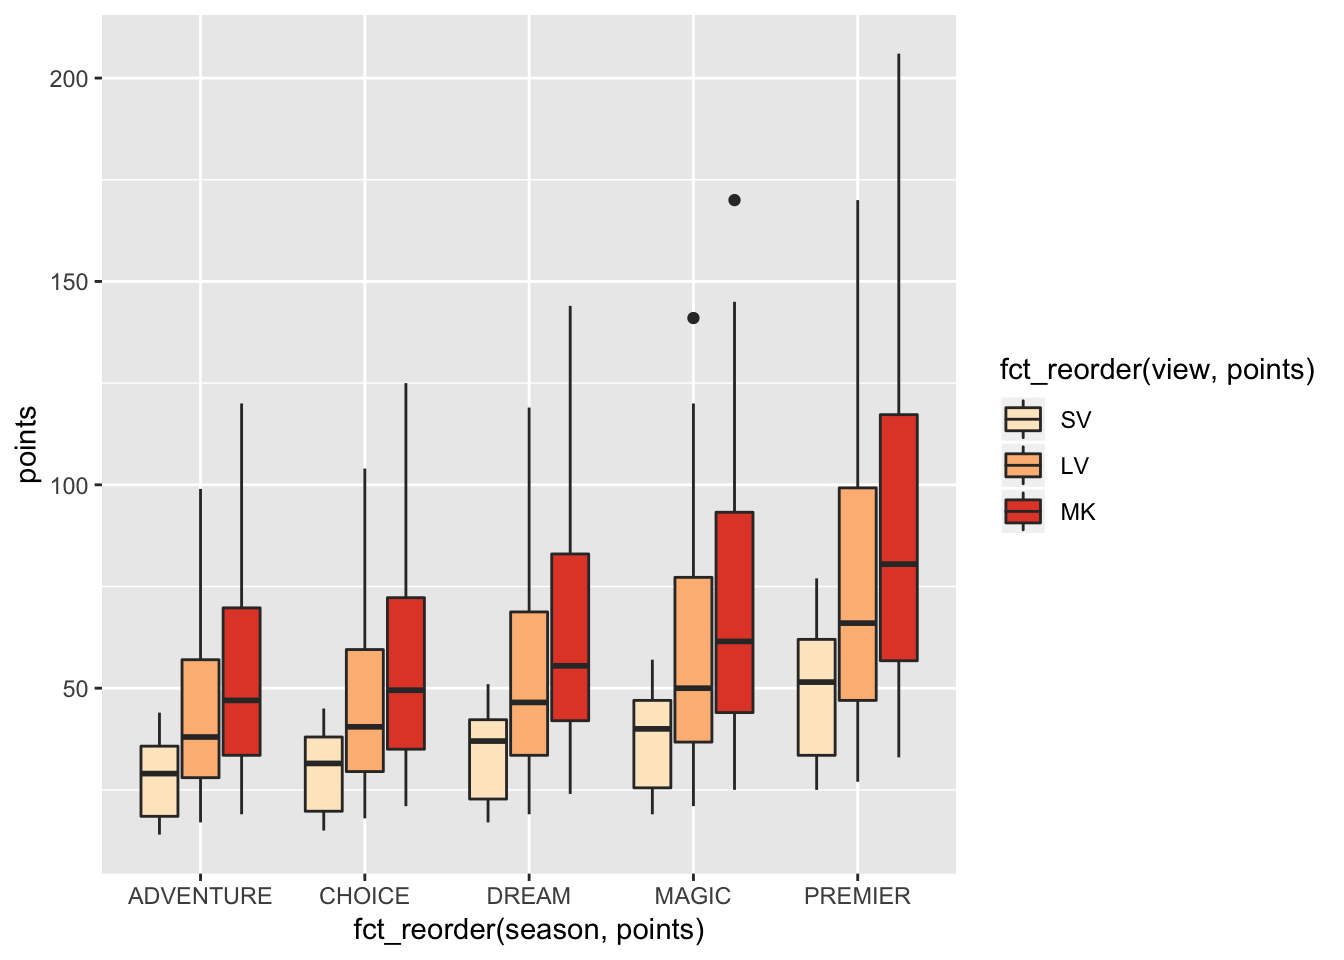 200
150
100
50
points
ADVENTURE CHOICE DREAM MAGIC PREMIER
fct_reorder(season, points)
fct_reorder(view, points)
SV
LV
MK